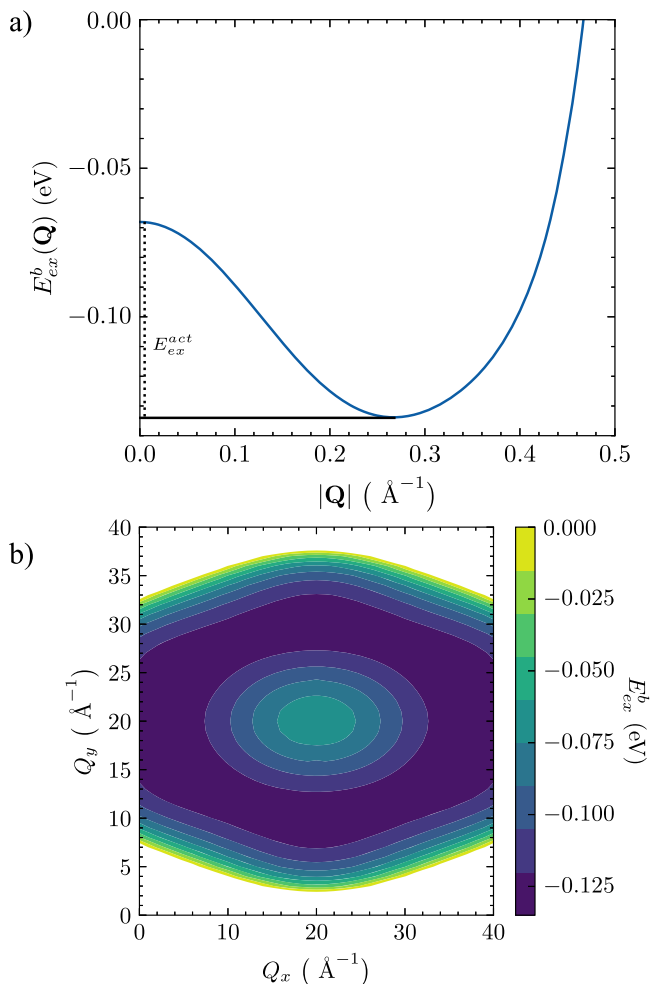 a)
0.00
−0.05
−0.10
E^b_ex(Q) (eV)
E^act_ex
0.0 0.1 0.2 0.3 0.4 0.5
|Q| ( Å⁻¹)
b)
40
35
30
25
20
15
10
5
0
Q_y ( Å⁻¹)
0 10 20 30 40
Q_x ( Å⁻¹)
0.000
−0.025
−0.050
−0.075
−0.100
−0.125
E^b_ex (eV)